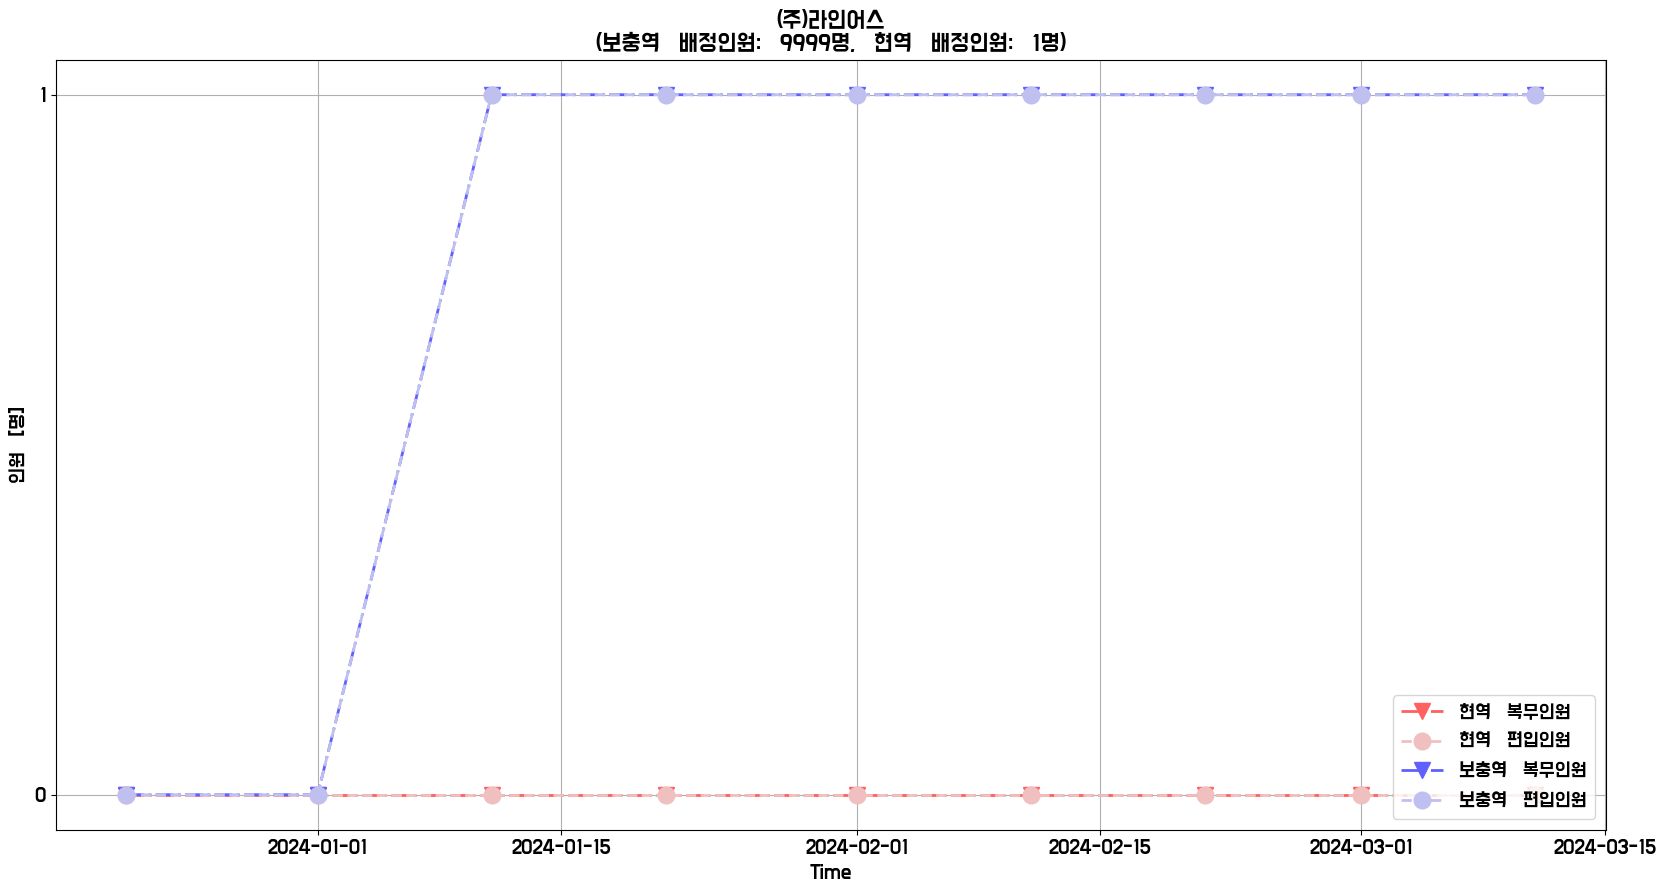 (주)라인어스
(보충역 배정인원: 9999명, 현역 배정인원: 1명)
1
0
인원 [명]
현역 복무인원
현역 편입인원
보충역 복무인원
보충역 편입인원
2024-01-01 2024-01-15 2024-02-01 2024-02-15 2024-03-01 2024-03-15
Time